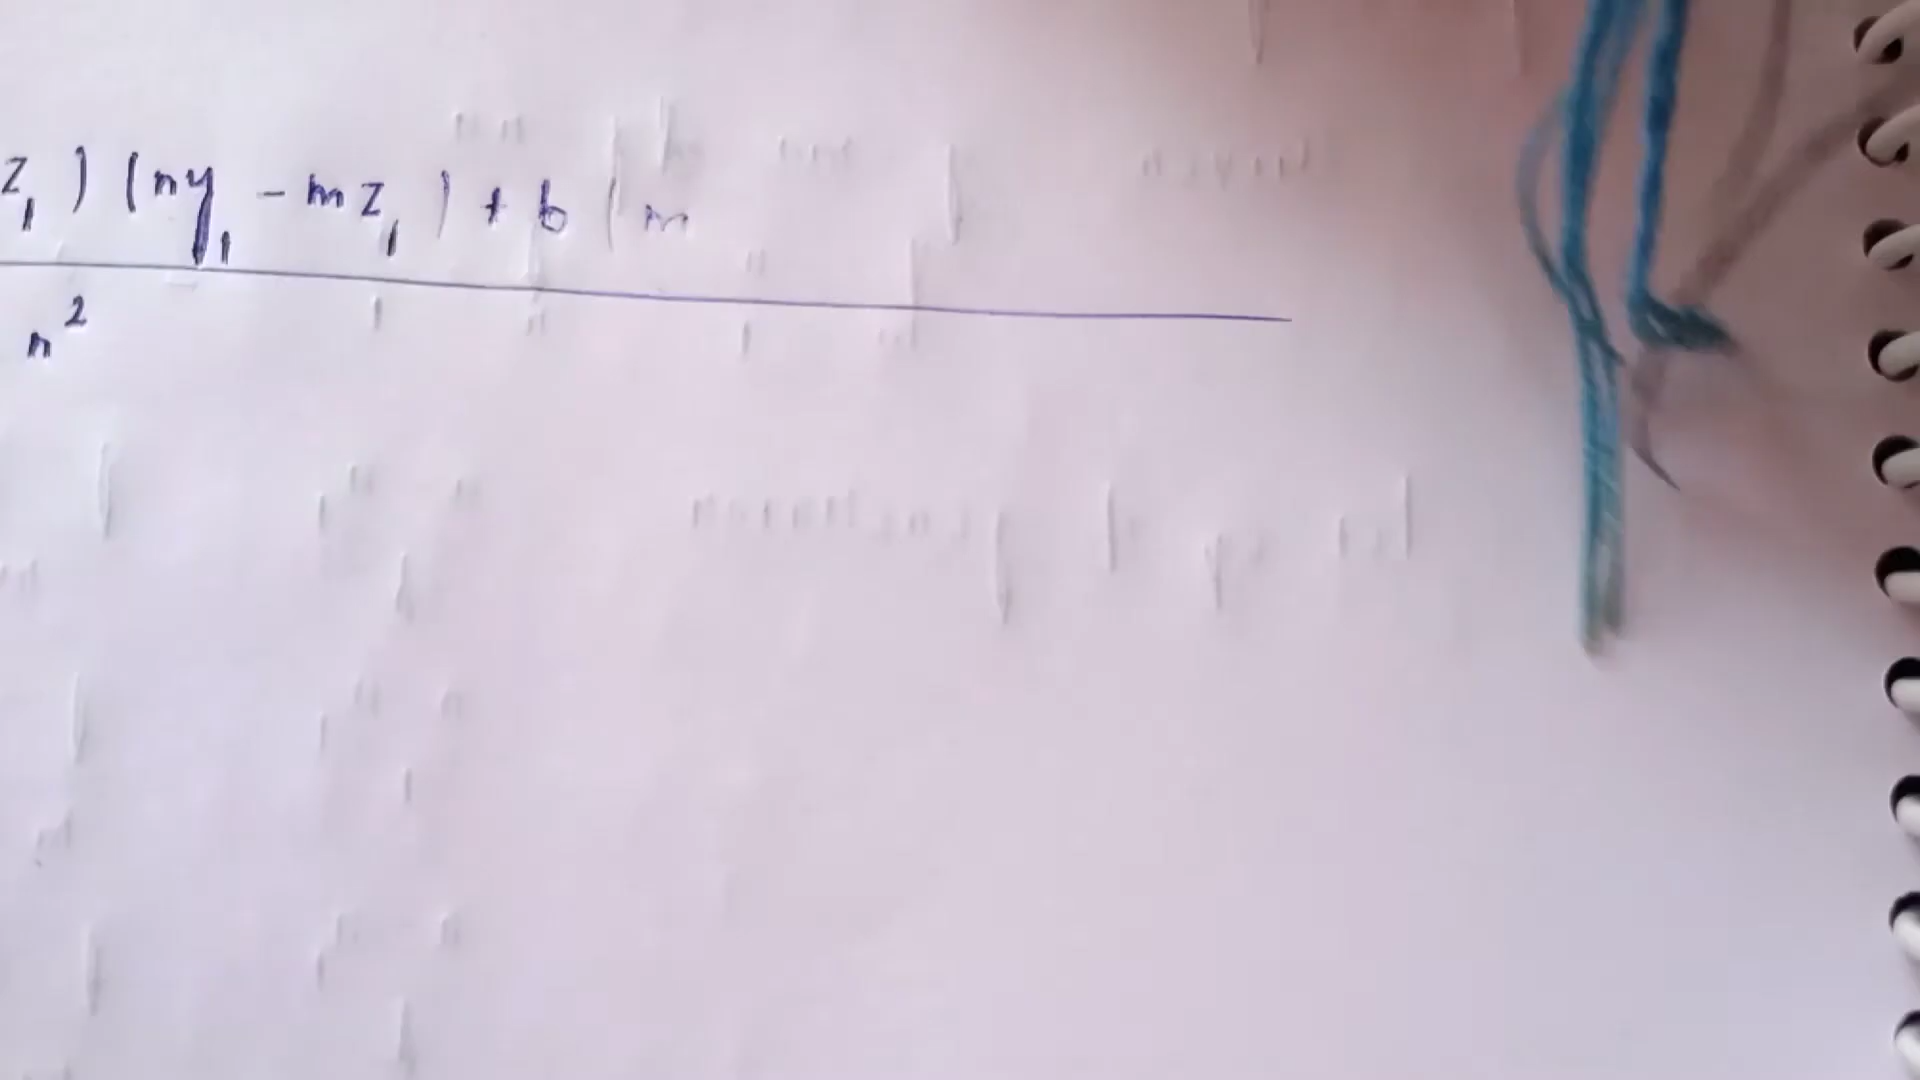 z₁) (ny₁ - mz₁) + b (m
n²